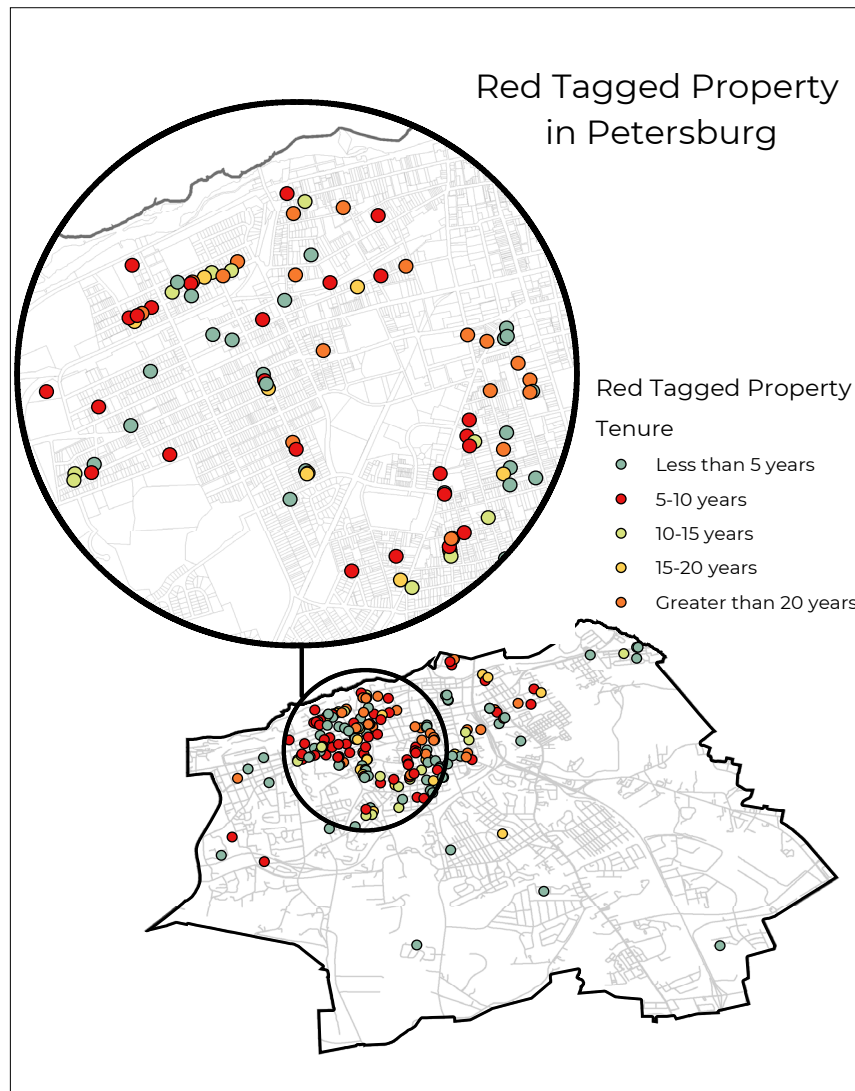 Red Tagged Property
in Petersburg
Red Tagged Property
Tenure
Less than 5 years
5-10 years
10-15 years
15-20 years
Greater than 20 years